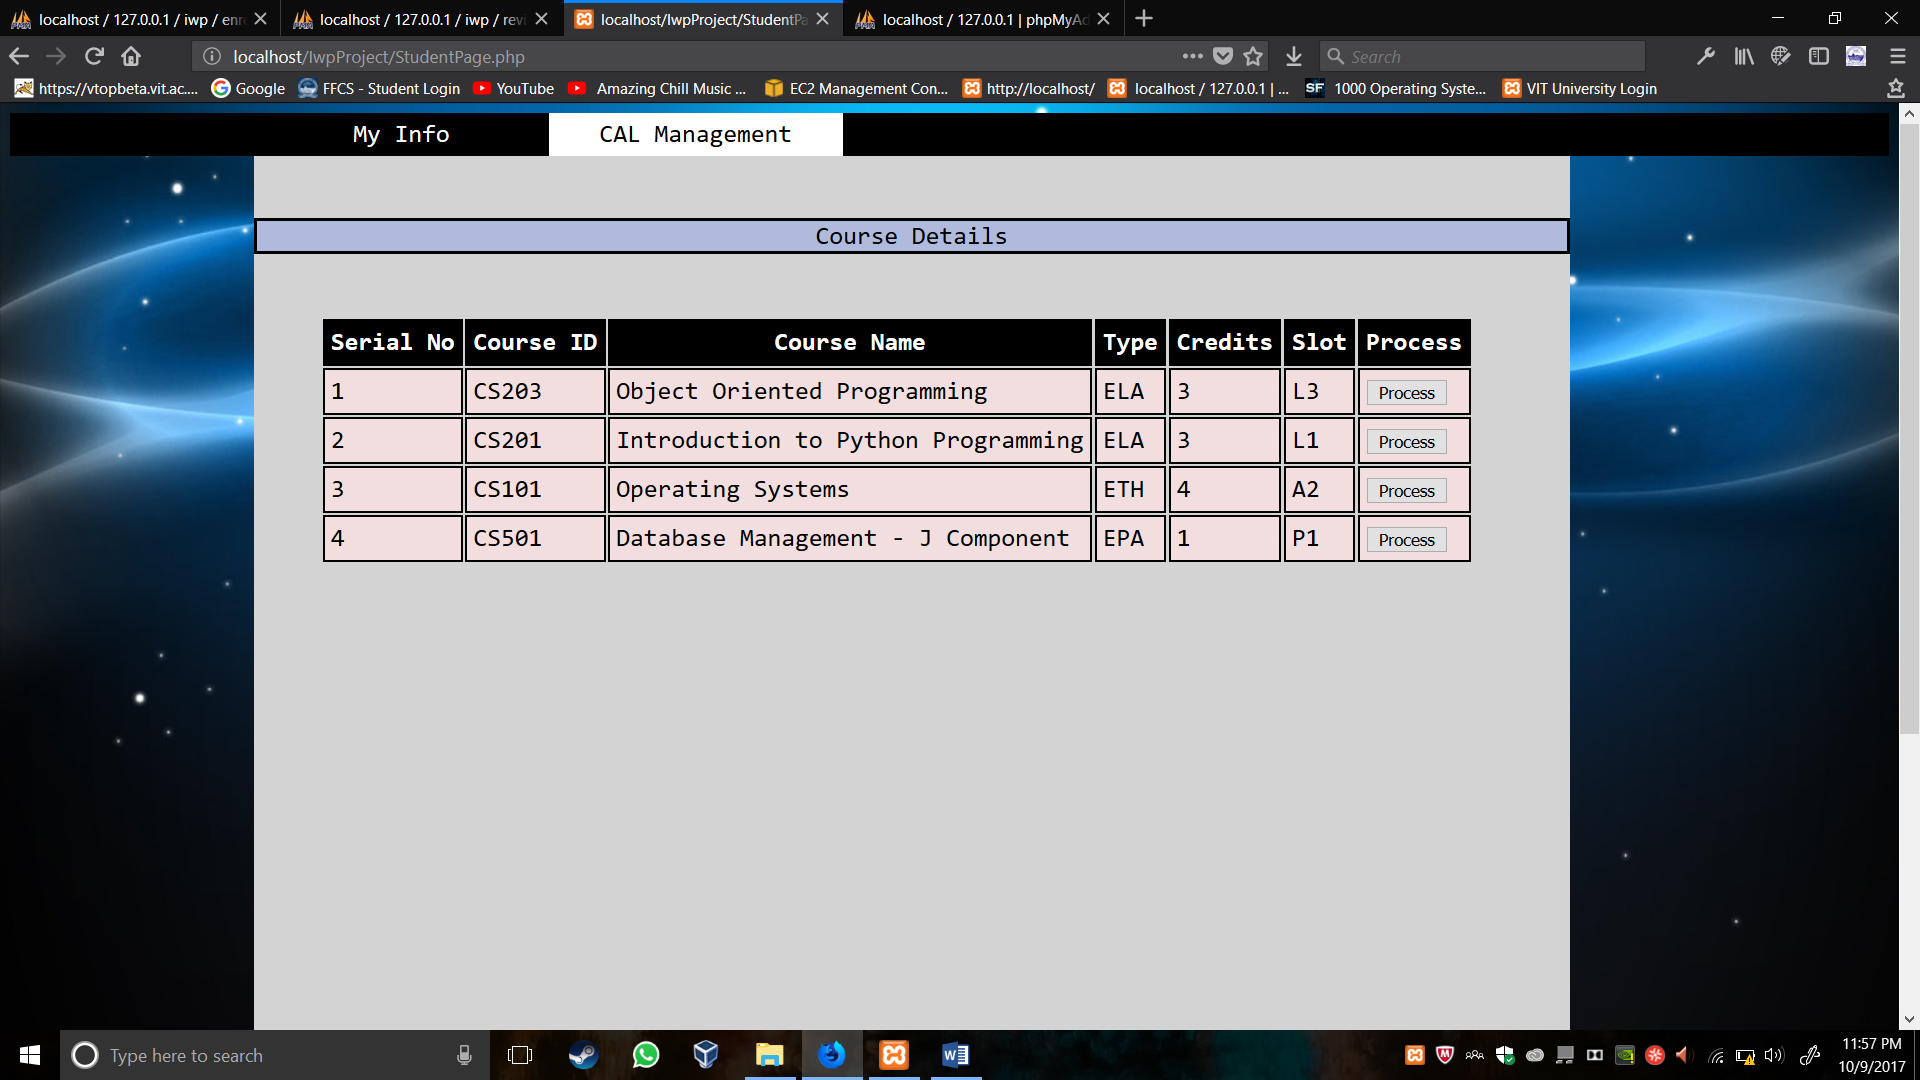 localhost / 127.0.0.1 / iwp / enr
localhost / 127.0.0.1 / iwp / revi
localhost/IwpProject/StudentPa
localhost / 127.0.0.1 | phpMyAd
localhost/IwpProject/StudentPage.php
Search
https://vtopbeta.vit.ac....
Google
FFCS - Student Login
YouTube
Amazing Chill Music ...
EC2 Management Con...
http://localhost/
localhost / 127.0.0.1 | ...
SF
1000 Operating Syste...
VIT University Login
My Info
CAL Management
Course Details
Serial No Course ID Course Name Type Credits Slot Process
1 CS203 Object Oriented Programming ELA 3 L3 Process
2 CS201 Introduction to Python Programming ELA 3 L1 Process
3 CS101 Operating Systems ETH 4 A2 Process
4 CS501 Database Management - J Component EPA 1 P1 Process
Type here to search
11:57 PM
10/9/2017